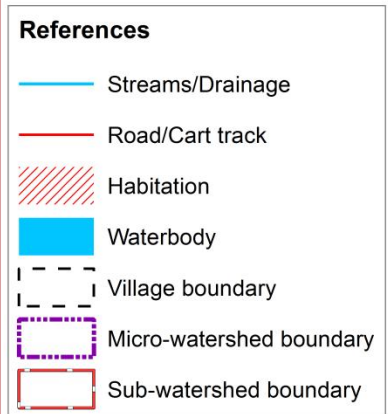 References
Streams/Drainage
Road/Cart track
Habitation
Waterbody
Village boundary
Micro-watershed boundary
Sub-watershed boundary